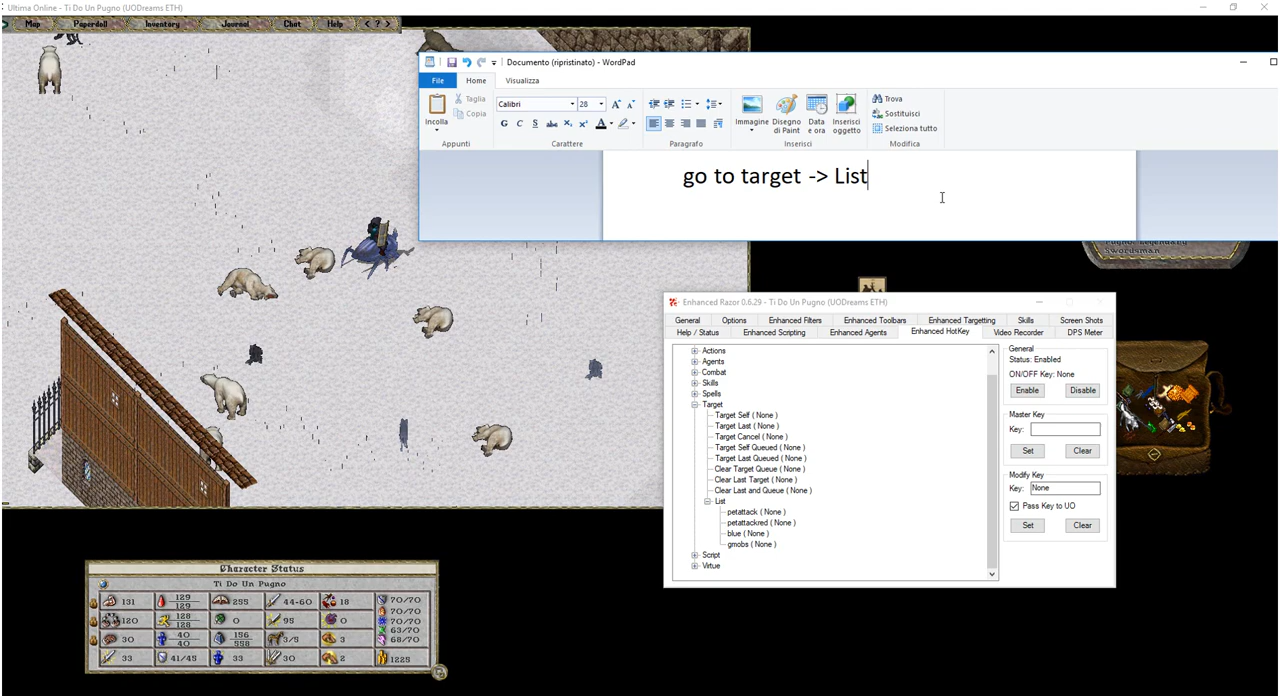 Ultima Online - Ti Do Un Pugno (UODreams ETH)
Map Paperdoll Inventory Journal Chat Help < ? >
Documento (ripristinato) - WordPad
File Home Visualizza
Incolla Taglia Copia
Calibri 28
G C S abc X₂ X² A
Immagine Disegno di Paint Data e ora Inserisci oggetto
Trova
Sostituisci
Seleziona tutto
Appunti Carattere Paragrafo Inserisci Modifica
go to target -> List
swordsman
Enhanced Razor 0.6.29 - Ti Do Un Pugno (UODreams ETH)
General Options Enhanced Filters Enhanced Toolbars Enhanced Targetting Skills Screen Shots
Help / Status Enhanced Scripting Enhanced Agents Enhanced HotKey Video Recorder DPS Meter
Actions
Agents
Combat
Skills
Spells
Target
Target Self ( None )
Target Last ( None )
Target Cancel ( None )
Target Self Queued ( None )
Target Last Queued ( None )
Clear Target Queue ( None )
Clear Last Target ( None )
Clear Last and Queue ( None )
List
petattack ( None )
petattackred ( None )
blue ( None )
gmobs ( None )
Script
Virtue
General
Status: Enabled
ON/OFF Key: None
Enable Disable
Master Key
Key:
Set Clear
Modify Key
Key: None
Pass Key to UO
Set Clear
Character Status
Ti Do Un Pugno
131 129/129 255 44-60 18 70/70
70/70
120 128/128 0 95 0 70/70
63/70
30 40/40 156/558 3/5 3 68/70
33 41/45 33 30 2 1225